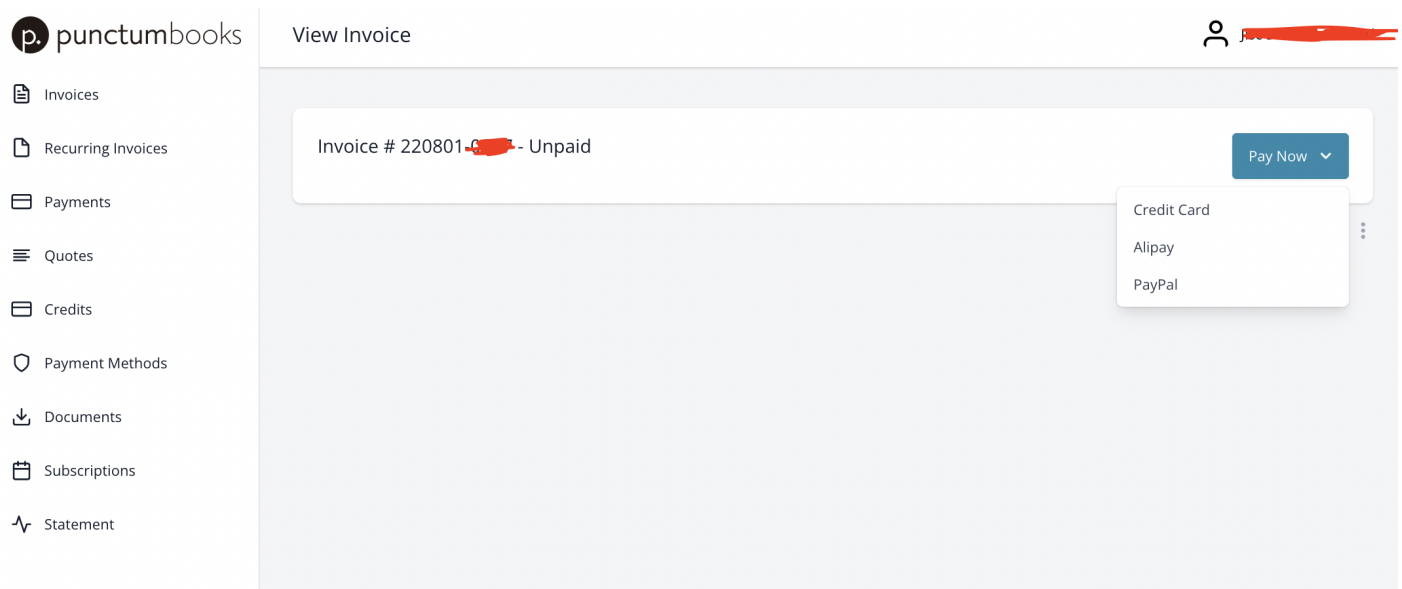 p. punctumbooks
View Invoice
Invoices
Recurring Invoices
Payments
Quotes
Credits
Payment Methods
Documents
Subscriptions
Statement
Invoice # 220801- - Unpaid
Pay Now
Credit Card
Alipay
PayPal